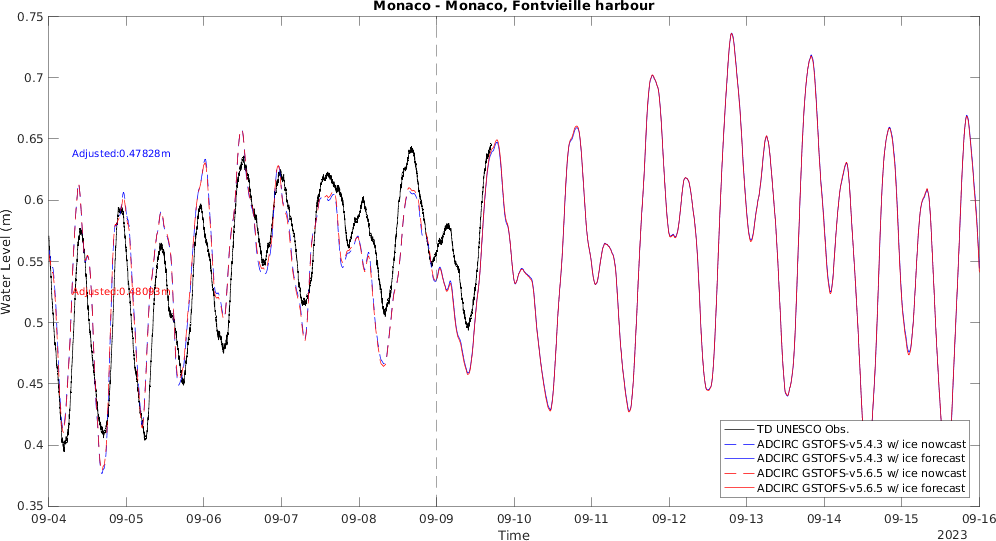 Monaco - Monaco, Fontvieille harbour
Water Level (m)
0.75
0.7
0.65
0.6
0.55
0.5
0.45
0.4
0.35
Adjusted:0.47828m
Adjusted:0.48093m
TD UNESCO Obs.
ADCIRC GSTOFS-v5.4.3 w/ ice nowcast
ADCIRC GSTOFS-v5.4.3 w/ ice forecast
ADCIRC GSTOFS-v5.6.5 w/ ice nowcast
ADCIRC GSTOFS-v5.6.5 w/ ice forecast
09-04 09-05 09-06 09-07 09-08 09-09 09-10 09-11 09-12 09-13 09-14 09-15 09-16
Time
2023